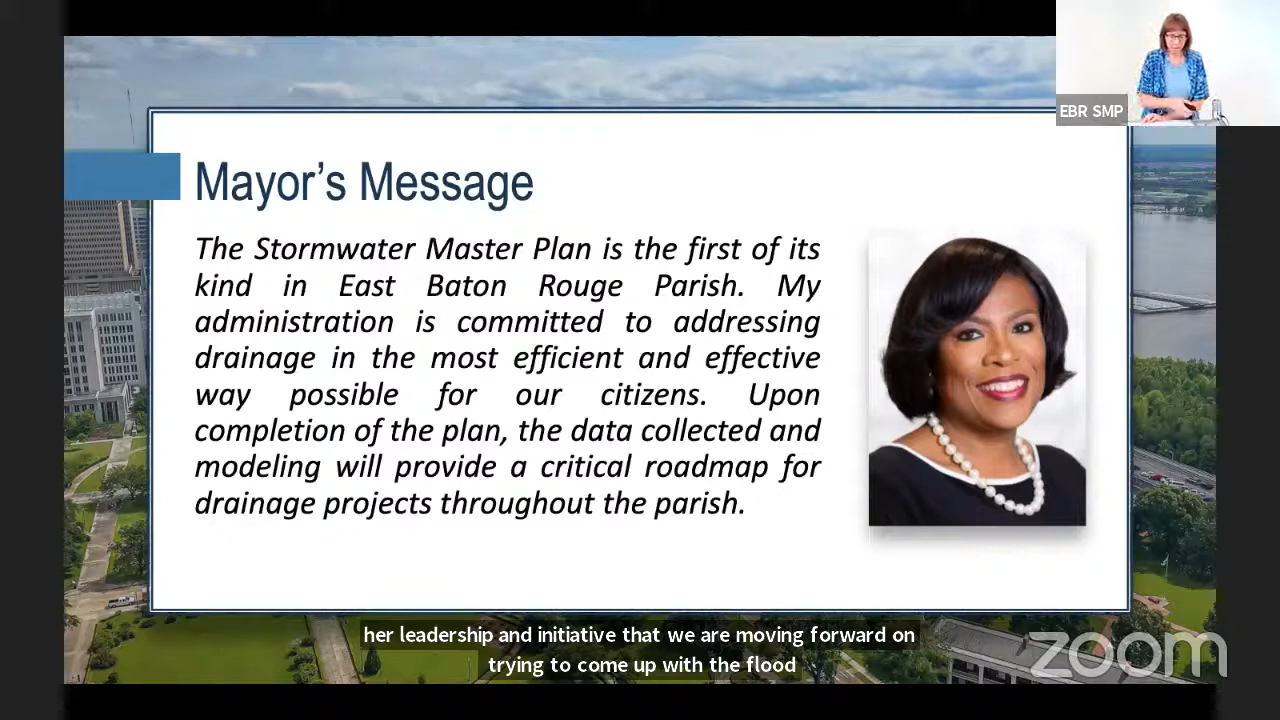 EBR SMP
Mayor's Message
The Stormwater Master Plan is the first of its
kind in East Baton Rouge Parish. My
administration is committed to addressing
drainage in the most efficient and effective
way possible for our citizens. Upon
completion of the plan, the data collected and
modeling will provide a critical roadmap for
drainage projects throughout the parish.
her leadership and initiative that we are moving forward on
trying to come up with the flood
zoom